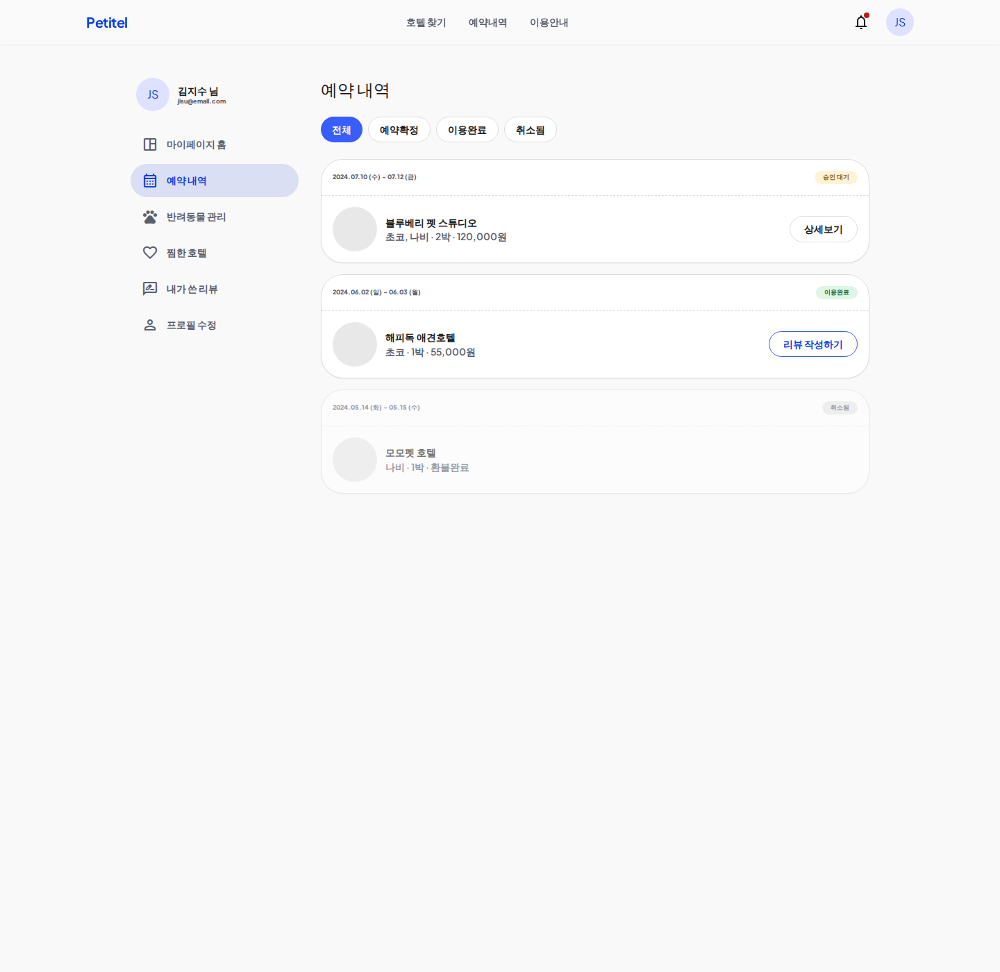 Petitel
호텔 찾기 예약내역 이용안내
JS
JS
김지수 님
jisu@email.com
마이페이지 홈
예약 내역
반려동물 관리
찜한 호텔
내가 쓴 리뷰
프로필 수정
예약 내역
전체 예약확정 이용완료 취소됨
2024.07.10 (수) ~ 07.12 (금)
승인 대기
블루베리 펫 스튜디오
초코, 나비 · 2박 · 120,000원
상세보기
2024.06.02 (일) ~ 06.03 (월)
이용완료
해피독 애견호텔
초코 · 1박 · 55,000원
리뷰 작성하기
2024.05.14 (화) ~ 05.15 (수)
취소됨
모모펫 호텔
나비 · 1박 · 환불완료